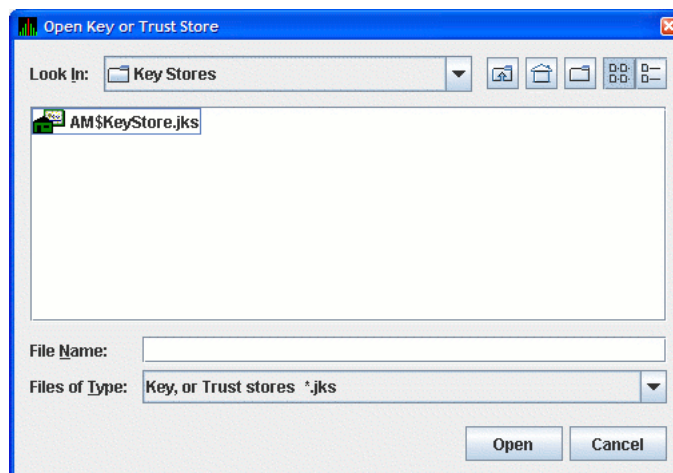 Open Key or Trust Store
Look In: Key Stores
AM$KeyStore.jks
File Name:
Files of Type: Key, or Trust stores *.jks
Open Cancel